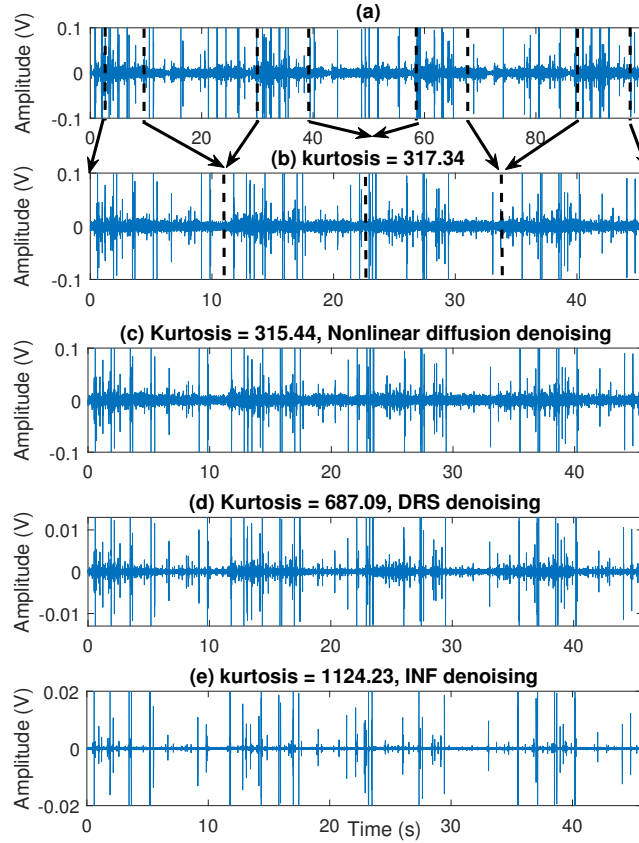 (a)
Amplitude (V)
0.1
0
-0.1
0 20 40 60 80
(b) kurtosis = 317.34
Amplitude (V)
0.1
0
-0.1
0 10 20 30 40
(c) Kurtosis = 315.44, Nonlinear diffusion denoising
Amplitude (V)
0.1
0
-0.1
0 10 20 30 40
(d) Kurtosis = 687.09, DRS denoising
Amplitude (V)
0.01
0
-0.01
0 10 20 30 40
(e) kurtosis = 1124.23, INF denoising
Amplitude (V)
0.02
0
-0.02
0 10 20 30 40
Time (s)